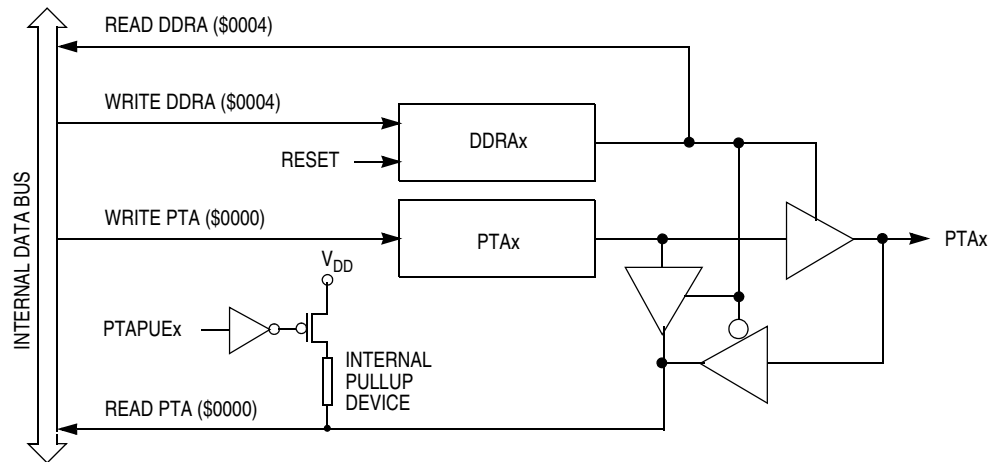 READ DDRA ($0004)
WRITE DDRA ($0004)
DDRAx
RESET
INTERNAL DATA BUS
WRITE PTA ($0000)
PTAx
PTAx
VDD
PTAPUEx
INTERNAL
PULLUP
DEVICE
READ PTA ($0000)